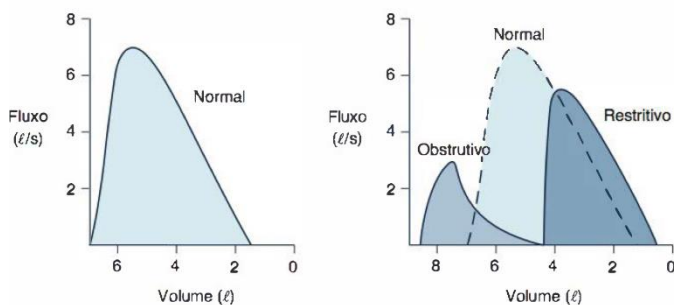 8
6
Fluxo
(ℓ/s)
4
2
Normal
6
4
2
0
Volume (ℓ)
8
6
Fluxo
(ℓ/s)
4
2
Normal
Restritivo
Obstrutivo
8
6
4
2
0
Volume (ℓ)